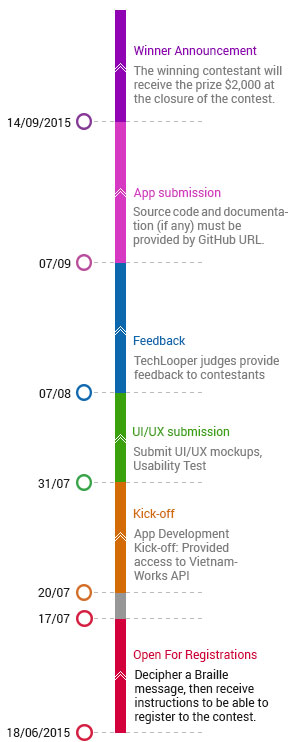 Winner Announcement
The winning contestant will
receive the prize $2,000 at
the closure of the contest.
14/09/2015
App submission
Source code and documenta-
tion (if any) must be
provided by GitHub URL.
07/09
Feedback
TechLooper judges provide
feedback to contestants
07/08
UI/UX submission
Submit UI/UX mockups,
Usability Test
31/07
Kick-off
App Development
Kick-off: Provided
access to Vietnam-
Works API
20/07
17/07
Open For Registrations
Decipher a Braille
message, then receive
instructions to be able to
register to the contest.
18/06/2015